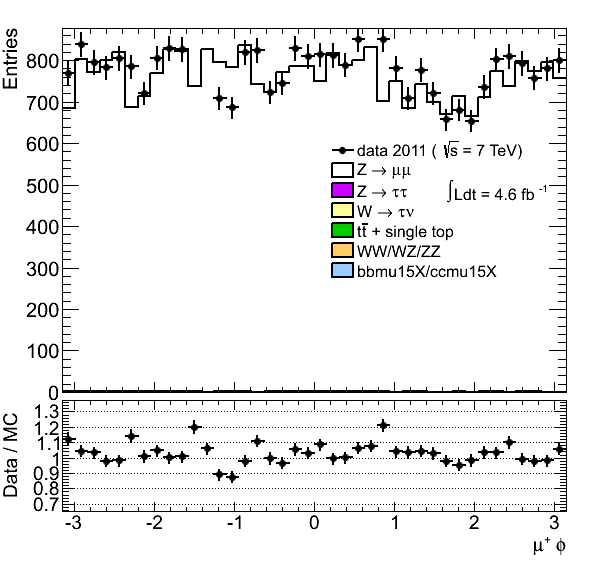 Entries
800
700
600
500
400
300
200
100
0
data 2011 ( √s = 7 TeV)
Z → μμ
Z → ττ
∫Ldt = 4.6 fb⁻¹
W → τν
tt̄ + single top
WW/WZ/ZZ
bbmu15X/ccmu15X
Data / MC
1.3
1.2
1.1
1
0.9
0.8
0.7
-3 -2 -1 0 1 2 3
μ⁺ ϕ